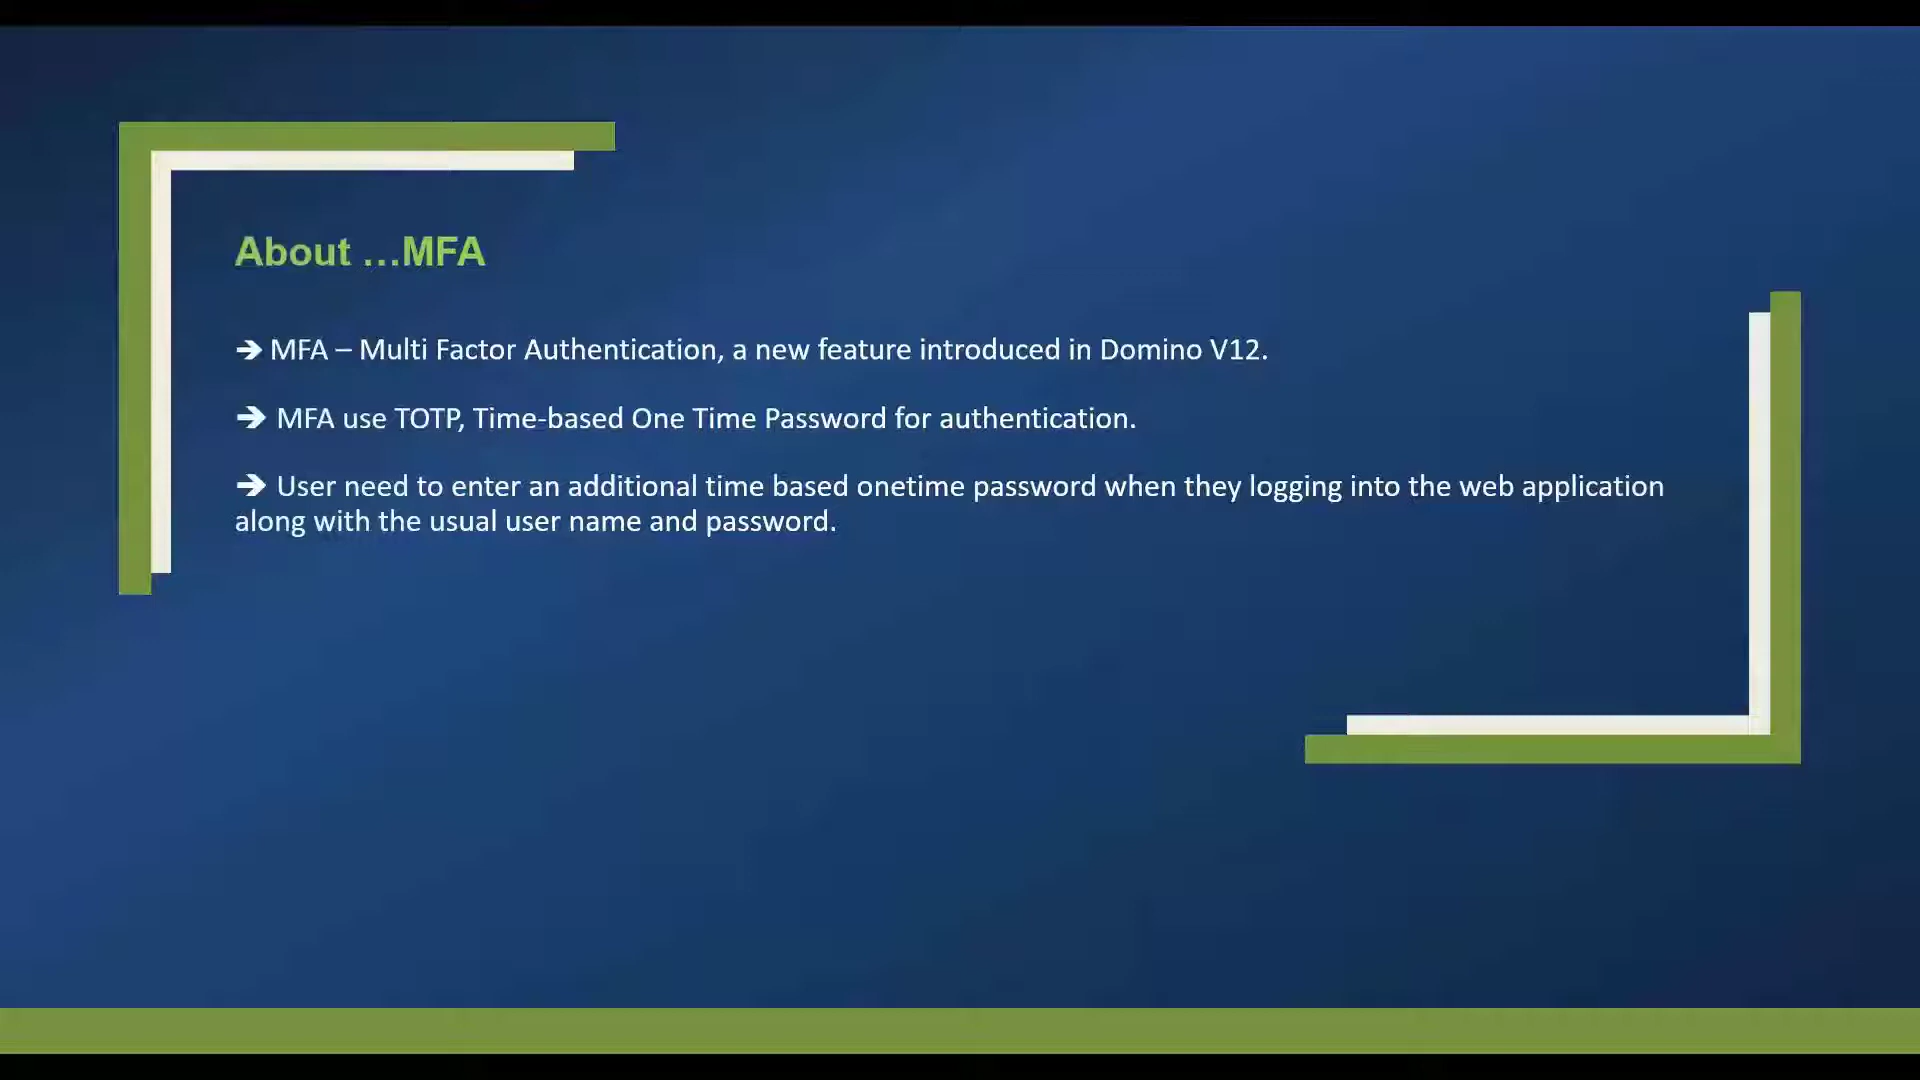 About ...MFA
➔ MFA – Multi Factor Authentication, a new feature introduced in Domino V12.
➔ MFA use TOTP, Time-based One Time Password for authentication.
➔ User need to enter an additional time based onetime password when they logging into the web application
along with the usual user name and password.